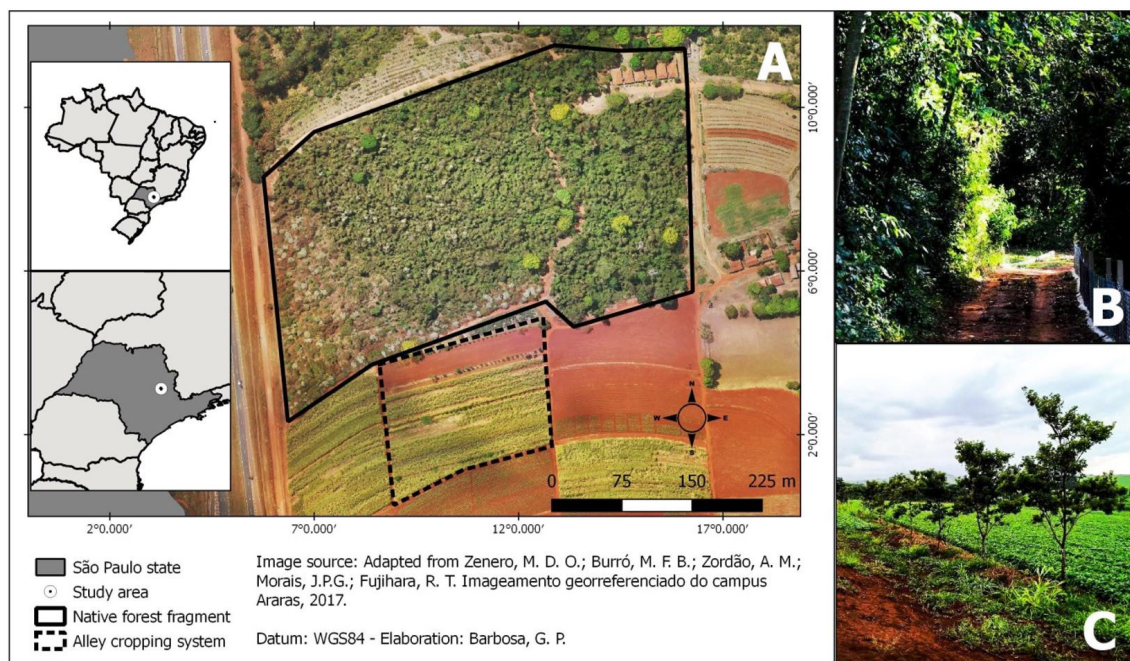 A
10°0.000'
6°0.000'
2°0.000'
N
W
E
S
0 75 150 225 m
2°0.000' 7°0.000' 12°0.000' 17°0.000'
São Paulo state
Study area
Native forest fragment
Alley cropping system
Image source: Adapted from Zenero, M. D. O.; Burró, M. F. B.; Zordão, A. M.;
Morais, J.P.G.; Fujihara, R. T. Imageamento georreferenciado do campus
Araras, 2017.
Datum: WGS84 - Elaboration: Barbosa, G. P.
B
C